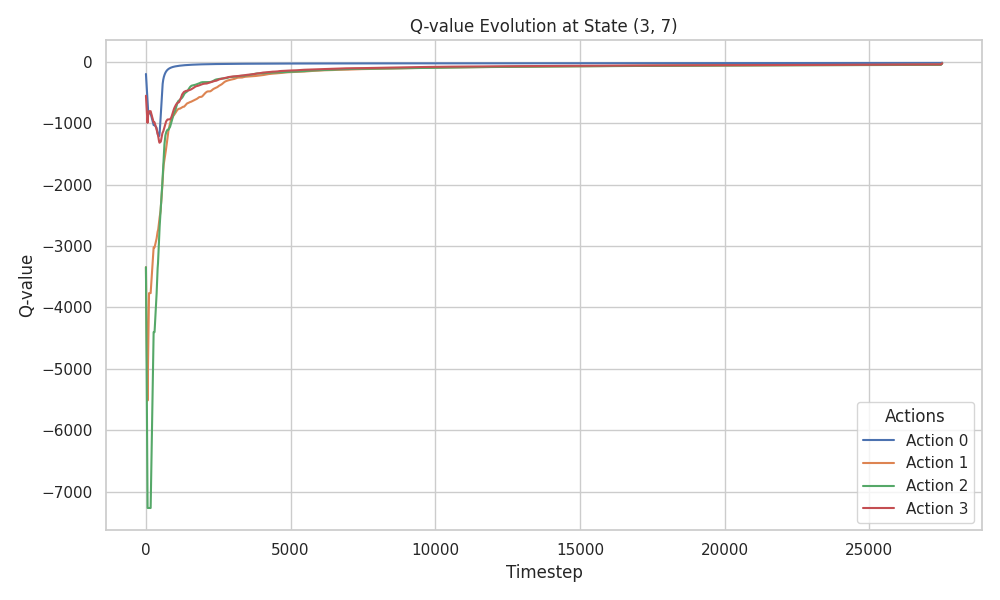 Q-value Evolution at State (3, 7)
Q-value
0
−1000
−2000
−3000
−4000
−5000
−6000
−7000
0
5000
10000
15000
20000
25000
Timestep
Actions
Action 0
Action 1
Action 2
Action 3